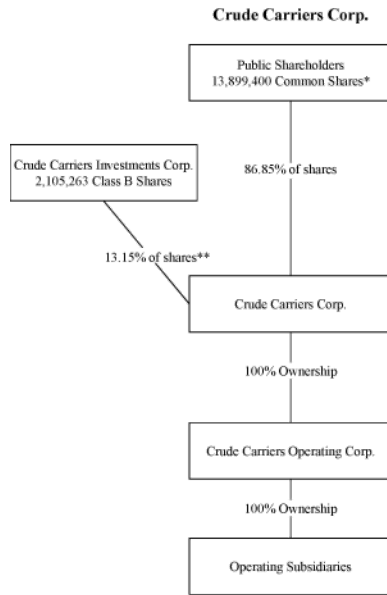 Crude Carriers Corp.
Public Shareholders
13,899,400 Common Shares*
Crude Carriers Investments Corp.
2,105,263 Class B Shares
86.85% of shares
13.15% of shares**
Crude Carriers Corp.
100% Ownership
Crude Carriers Operating Corp.
100% Ownership
Operating Subsidiaries